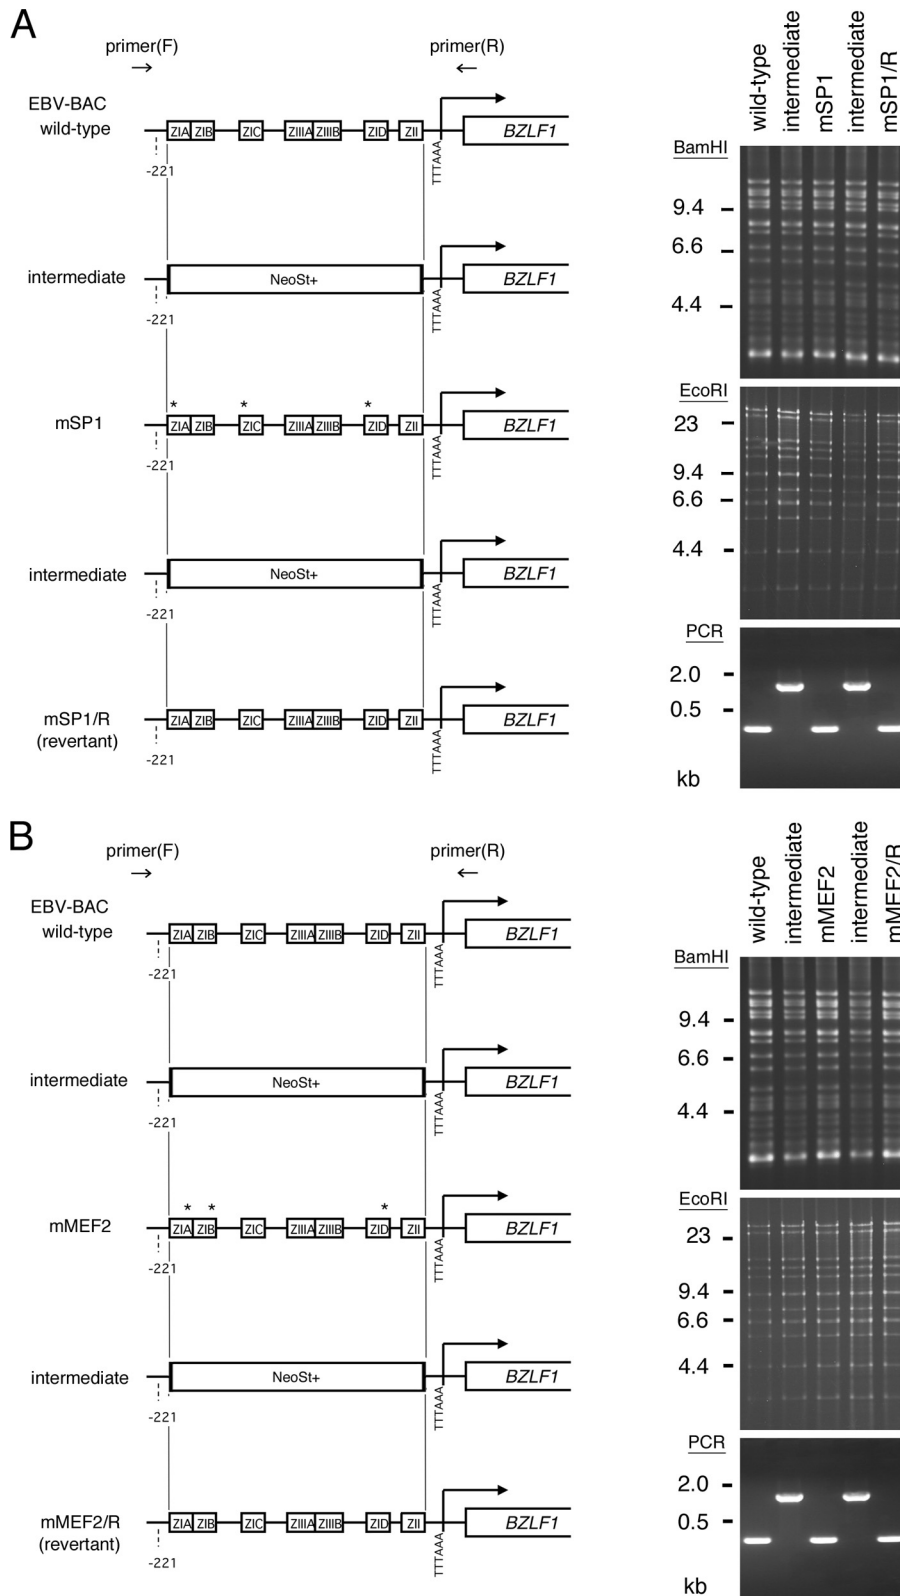 A
primer(F)
primer(R)
EBV-BAC
wild-type
ZIA ZIB ZIC ZIIIA ZIIIB ZID ZII
BZLF1
-221
TTTAAA
intermediate
NeoSt+
BZLF1
-221
TTTAAA
* * *
mSP1
ZIA ZIB ZIC ZIIIA ZIIIB ZID ZII
BZLF1
-221
TTTAAA
intermediate
NeoSt+
BZLF1
-221
TTTAAA
mSP1/R
(revertant)
ZIA ZIB ZIC ZIIIA ZIIIB ZID ZII
BZLF1
-221
TTTAAA
wild-type
intermediate
mSP1
intermediate
mSP1/R
BamHI
9.4
6.6
4.4
EcoRI
23
9.4
6.6
4.4
PCR
2.0
0.5
kb
B
primer(F)
primer(R)
EBV-BAC
wild-type
ZIA ZIB ZIC ZIIIA ZIIIB ZID ZII
BZLF1
-221
TTTAAA
intermediate
NeoSt+
BZLF1
-221
TTTAAA
* * *
mMEF2
ZIA ZIB ZIC ZIIIA ZIIIB ZID ZII
BZLF1
-221
TTTAAA
intermediate
NeoSt+
BZLF1
-221
TTTAAA
mMEF2/R
(revertant)
ZIA ZIB ZIC ZIIIA ZIIIB ZID ZII
BZLF1
-221
TTTAAA
wild-type
intermediate
mMEF2
intermediate
mMEF2/R
BamHI
9.4
6.6
4.4
EcoRI
23
9.4
6.6
4.4
PCR
2.0
0.5
kb